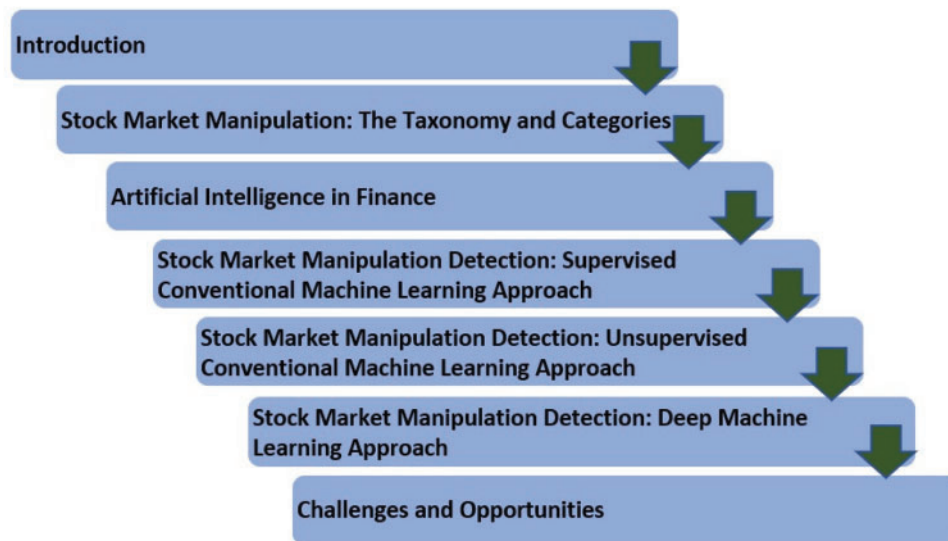 Introduction
Stock Market Manipulation: The Taxonomy and Categories
Artificial Intelligence in Finance
Stock Market Manipulation Detection: Supervised
Conventional Machine Learning Approach
Stock Market Manipulation Detection: Unsupervised
Conventional Machine Learning Approach
Stock Market Manipulation Detection: Deep Machine
Learning Approach
Challenges and Opportunities